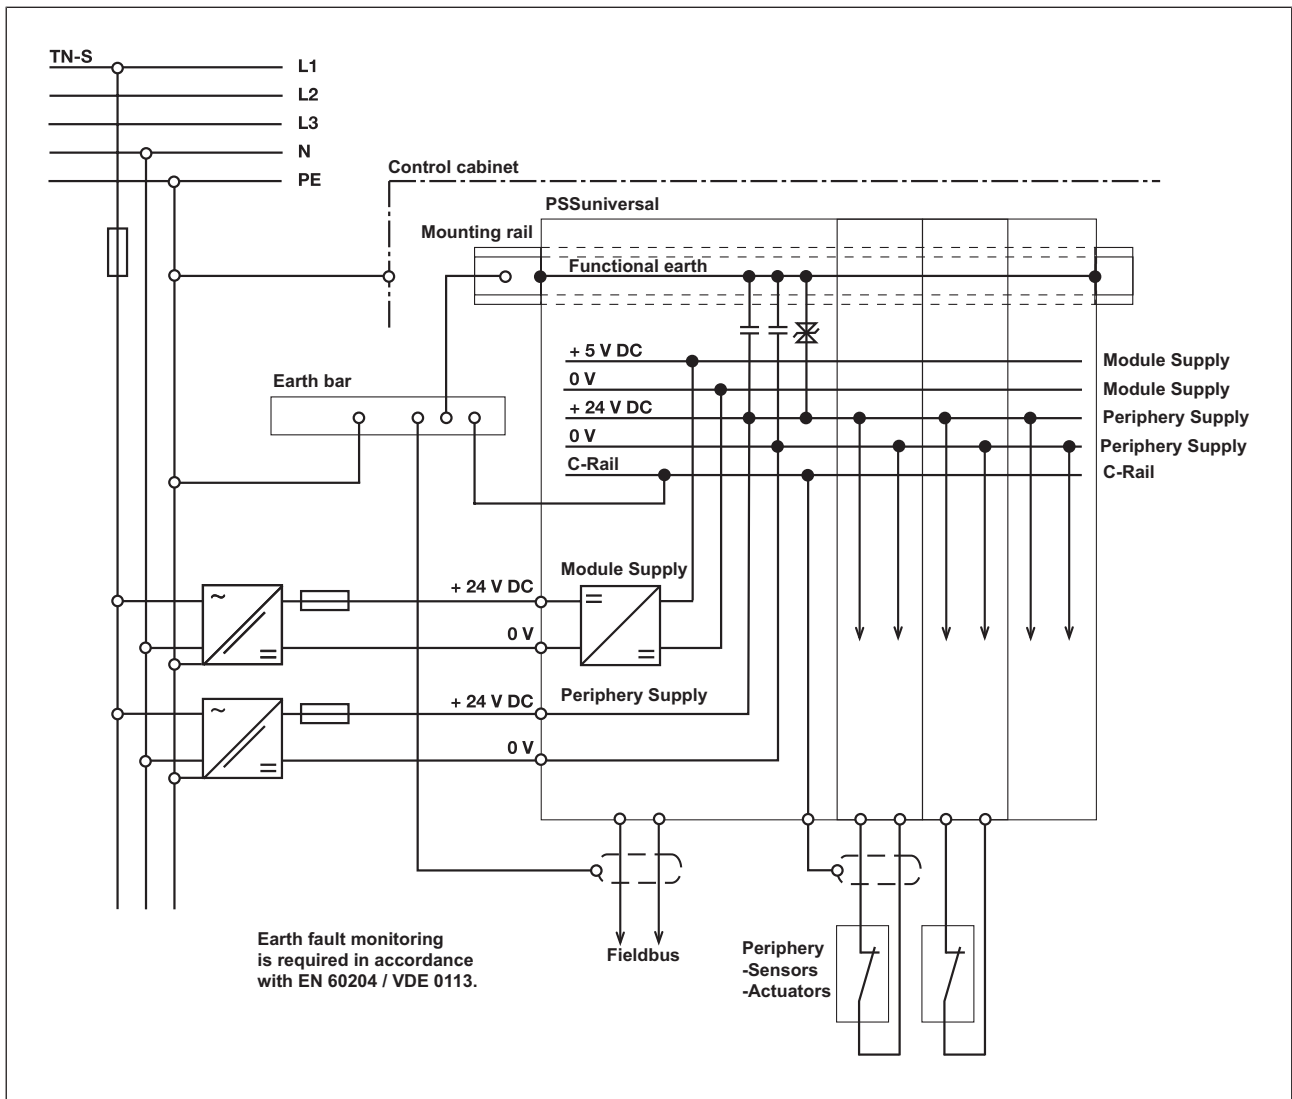 TN-S
L1
L2
L3
N
PE
Control cabinet
PSSuniversal
Mounting rail
Functional earth
+ 5 V DC
Module Supply
0 V
Module Supply
Earth bar
+ 24 V DC
Periphery Supply
0 V
Periphery Supply
C-Rail
C-Rail
Module Supply
+ 24 V DC
0 V
Periphery Supply
+ 24 V DC
0 V
Earth fault monitoring
is required in accordance
with EN 60204 / VDE 0113.
Fieldbus
Periphery
-Sensors
-Actuators